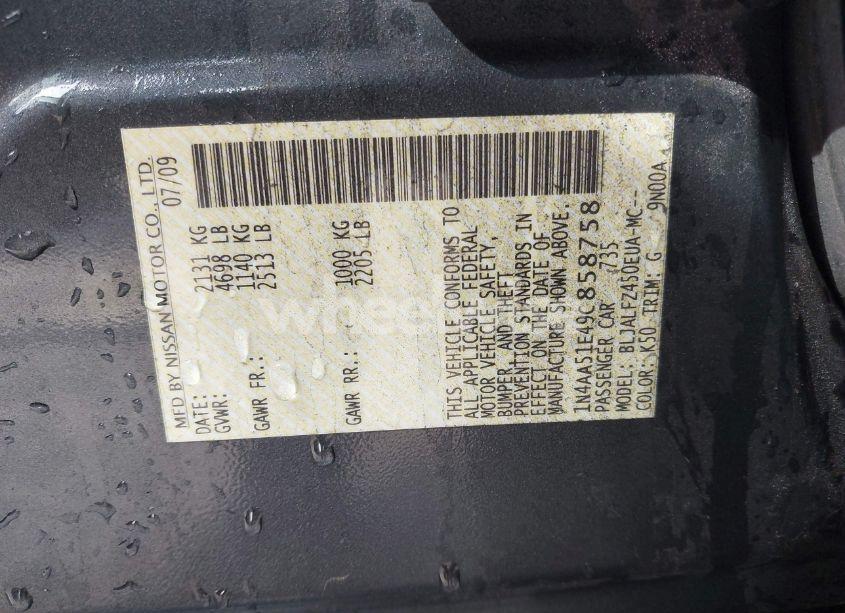 MFD BY NISSAN MOTOR CO., LTD.
DATE: 07/09
GVWR: 2131 KG
4698 LB
GAWR FR.: 1140 KG
2513 LB
GAWR RR.: 1000 KG
2205 LB
THIS VEHICLE CONFORMS TO
ALL APPLICABLE FEDERAL
MOTOR VEHICLE SAFETY,
BUMPER, AND THEFT
PREVENTION STANDARDS IN
EFFECT ON THE DATE OF
MANUFACTURE SHOWN ABOVE.
1N4AA51E49C858758
PASSENGER CAR 735
MODEL: BLJALFZ450EUA-MC--
COLOR: K50 TRIM: G 9N00A